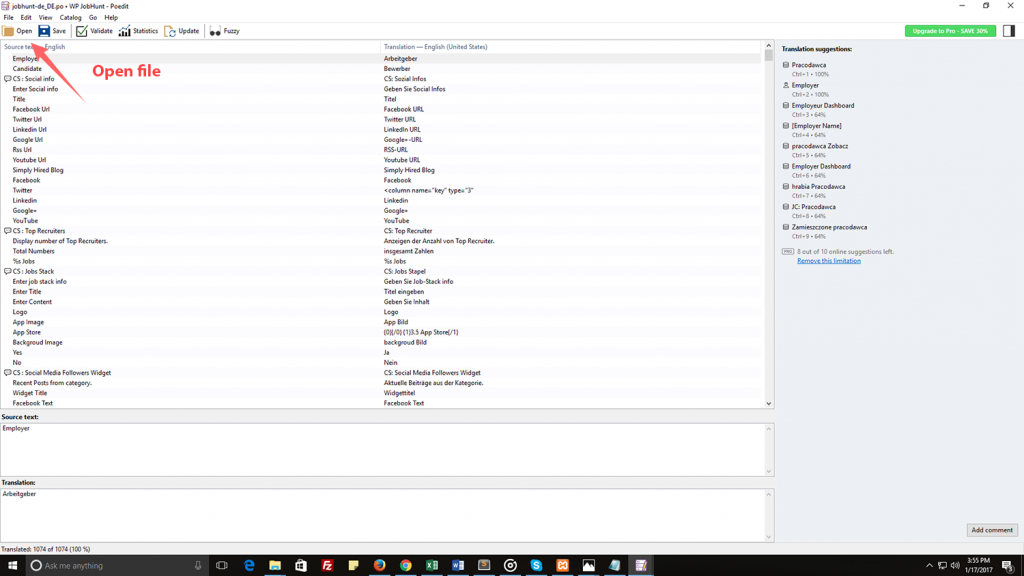 jobhunt-de_DE.po • WP JobHunt - Poedit
File Edit View Catalog Go Help
Open Save Validate Statistics Update Fuzzy
Upgrade to Pro - SAVE 30%
Open file
English Translation — English (United States)
Employer Arbeitgeber
Candidate Bewerber
CS : Social info CS: Sozial Infos
Enter Social info Geben Sie Social Infos
Title Titel
Facebook Url Facebook URL
Twitter Url Twitter URL
Linkedin Url LinkedIn URL
Google Url Google+-URL
Rss Url RSS-URL
Youtube Url Youtube URL
Simply Hired Blog Simply Hired Blog
Facebook Facebook
Twitter <column name="key" type="3"
Linkedin Linkedin
Google+ Google+
YouTube YouTube
CS : Top Recruiters CS: Top Recruiter
Display number of Top Recruiters. Anzeigen der Anzahl von Top Recruiter.
Total Numbers insgesamt Zahlen
%s Jobs %s Jobs
CS : Jobs Stack CS: Jobs Stapel
Enter job stack info Geben Sie Job-Stack info
Enter Title Titel eingeben
Enter Content Geben Sie Inhalt
Logo Logo
App Image App Bild
App Store {0}{/0} {1}3.5 App Store{/1}
Backgroud Image backgroud Bild
Yes Ja
No Nein
CS : Social Media Followers Widget CS: Social Media Followers Widget
Recent Posts from category. Aktuelle Beiträge aus der Kategorie.
Widget Title Widgettitel
Facebook Text Facebook Text
Source text:
Employer
Translation:
Arbeitgeber
Translated: 1074 of 1074 (100 %)
Translation suggestions:
Pracodawca
Ctrl+1 • 100%
Employer
Ctrl+2 • 100%
Employeur Dashboard
Ctrl+3 • 64%
[Employer Name]
Ctrl+4 • 64%
pracodawca Zobacz
Ctrl+5 • 64%
Employer Dashboard
Ctrl+6 • 64%
hrabia Pracodawca
Ctrl+7 • 64%
JC: Pracodawca
Ctrl+8 • 64%
Zamieszczone pracodawca
Ctrl+9 • 64%
PRO 8 out of 10 online suggestions left.
Remove this limitation
Add comment
Ask me anything
3:55 PM
1/17/2017